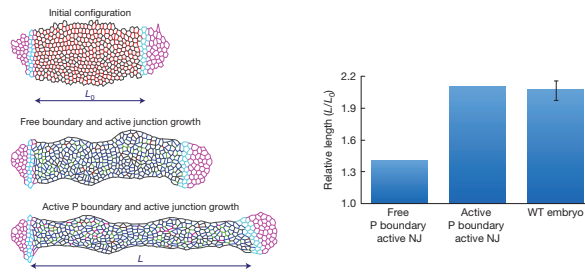 Initial configuration
L0
Free boundary and active junction growth
Active P boundary and active junction growth
L
Relative length (L/L0)
2.2
1.9
1.6
1.3
1.0
Free
P boundary
active NJ
Active
P boundary
active NJ
WT embryo